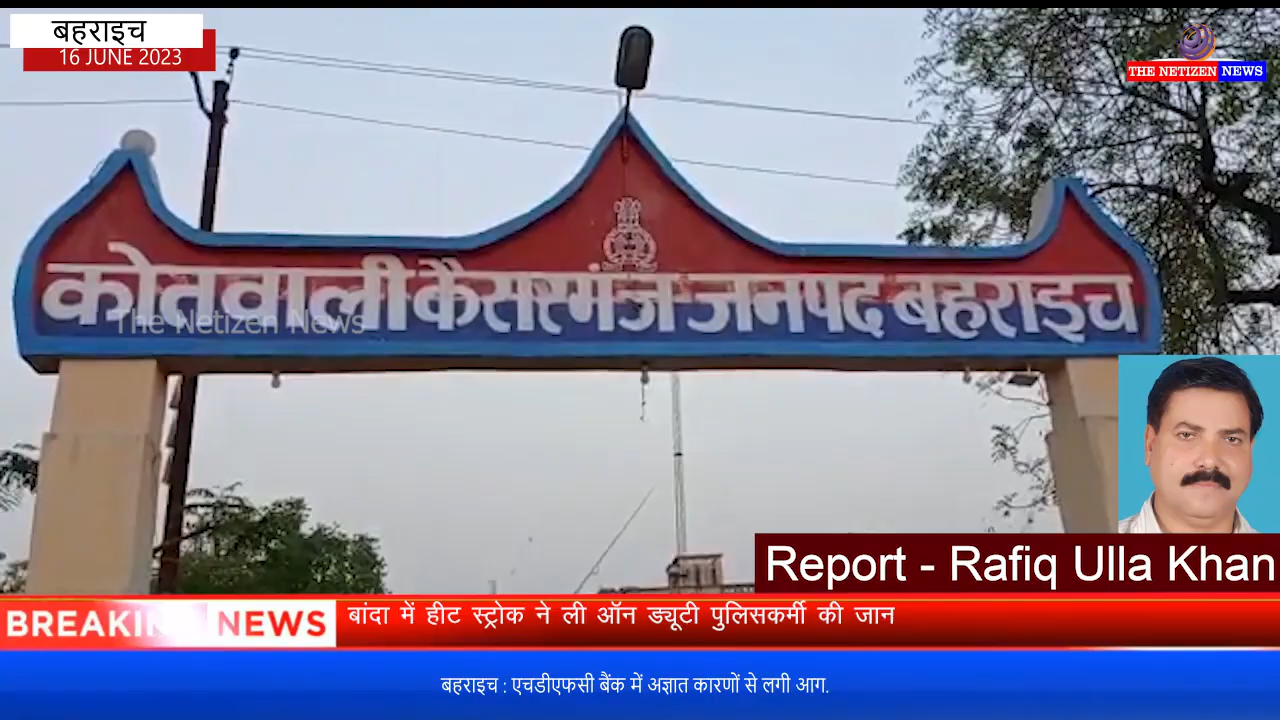 बहराइच
16 JUNE 2023
THE NETIZEN NEWS
कोतवाली कैसरगंज जनपद बहराइच
The Netizen News
Report - Rafiq Ulla Khan
BREAKING NEWS
बांदा में हीट स्ट्रोक ने ली ऑन ड्यूटी पुलिसकर्मी की जान
बहराइच : एचडीएफसी बैंक में अज्ञात कारणों से लगी आग.